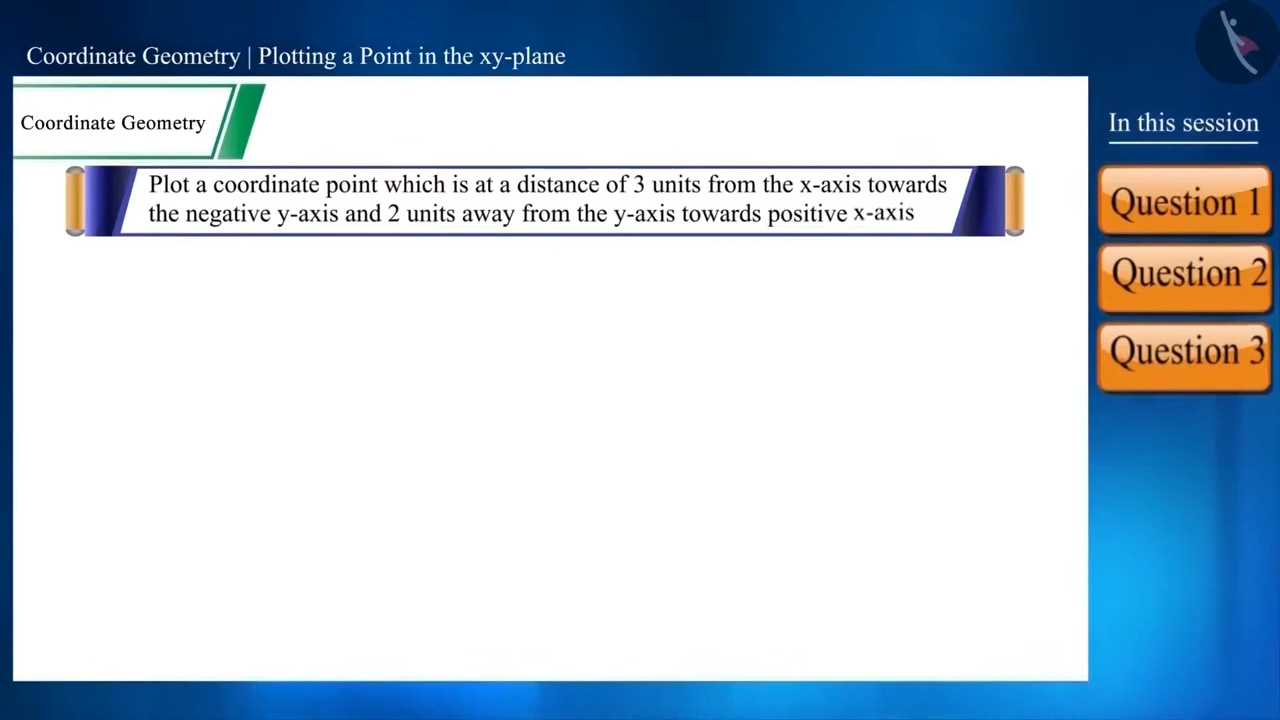 Coordinate Geometry | Plotting a Point in the xy-plane
Coordinate Geometry
In this session
Plot a coordinate point which is at a distance of 3 units from the x-axis towards
the negative y-axis and 2 units away from the y-axis towards positive x-axis
Question 1
Question 2
Question 3